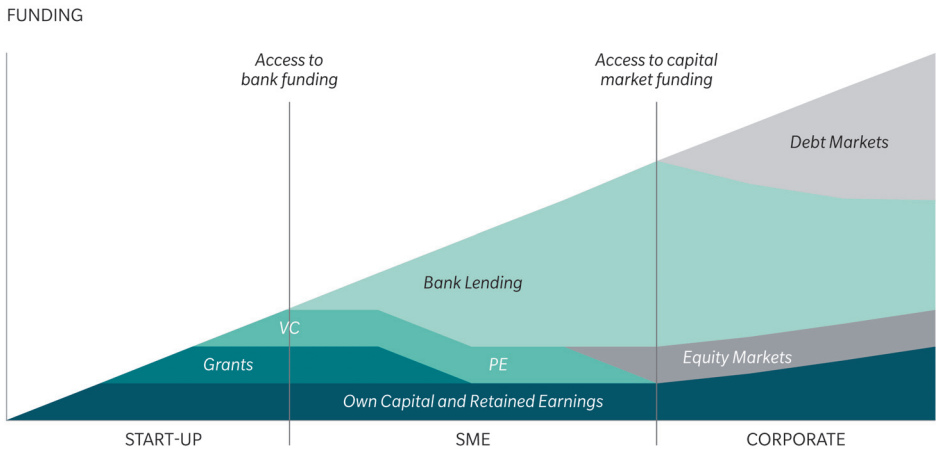 FUNDING
Access to
bank funding
Access to capital
market funding
Debt Markets
Bank Lending
VC
Grants
PE
Equity Markets
Own Capital and Retained Earnings
START-UP
SME
CORPORATE